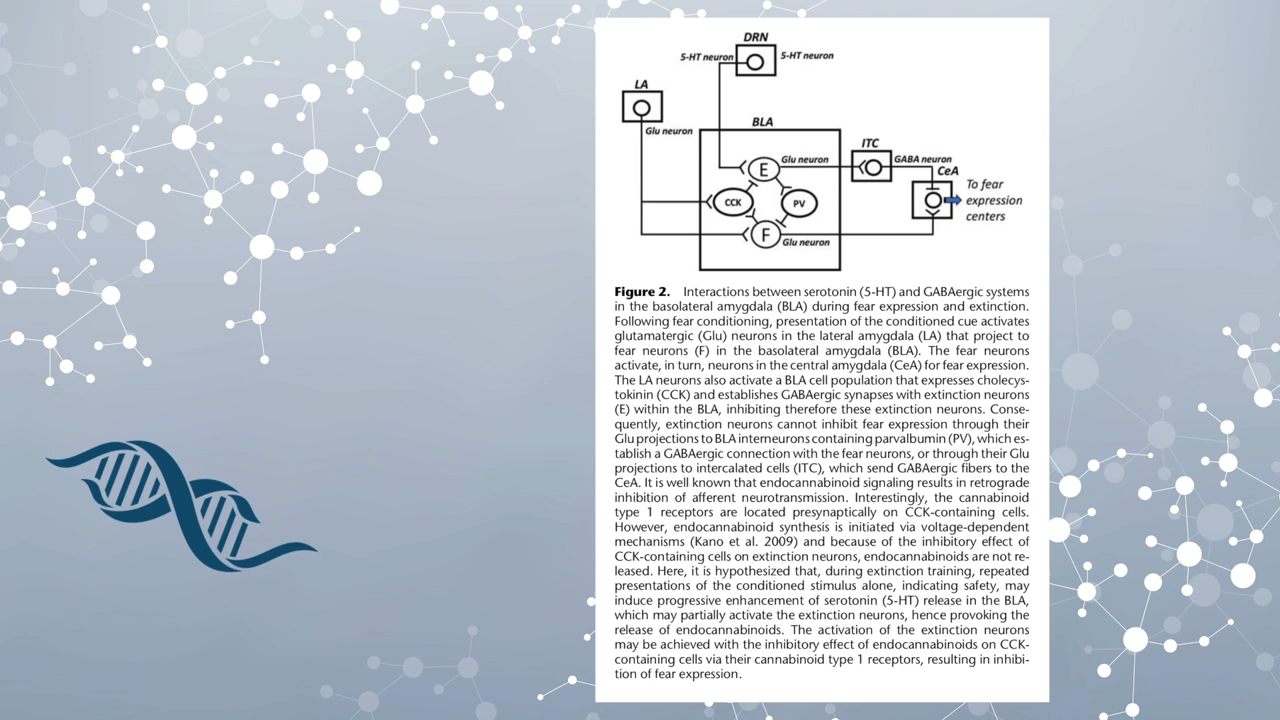 DRN
5-HT neuron
5-HT neuron
LA
Glu neuron
BLA
ITC
E
Glu neuron
GABA neuron
CeA
To fear
expression
centers
CCK
PV
F
Glu neuron
Figure 2. Interactions between serotonin (5-HT) and GABAergic systems
in the basolateral amygdala (BLA) during fear expression and extinction.
Following fear conditioning, presentation of the conditioned cue activates
glutamatergic (Glu) neurons in the lateral amygdala (LA) that project to
fear neurons (F) in the basolateral amygdala (BLA). The fear neurons
activate, in turn, neurons in the central amygdala (CeA) for fear expression.
The LA neurons also activate a BLA cell population that expresses cholecys-
tokinin (CCK) and establishes GABAergic synapses with extinction neurons
(E) within the BLA, inhibiting therefore these extinction neurons. Conse-
quently, extinction neurons cannot inhibit fear expression through their
Glu projections to BLA interneurons containing parvalbumin (PV), which es-
tablish a GABAergic connection with the fear neurons, or through their Glu
projections to intercalated cells (ITC), which send GABAergic fibers to the
CeA. It is well known that endocannabinoid signaling results in retrograde
inhibition of afferent neurotransmission. Interestingly, the cannabinoid
type 1 receptors are located presynaptically on CCK-containing cells.
However, endocannabinoid synthesis is initiated via voltage-dependent
mechanisms (Kano et al. 2009) and because of the inhibitory effect of
CCK-containing cells on extinction neurons, endocannabinoids are not re-
leased. Here, it is hypothesized that, during extinction training, repeated
presentations of the conditioned stimulus alone, indicating safety, may
induce progressive enhancement of serotonin (5-HT) release in the BLA,
which may partially activate the extinction neurons, hence provoking the
release of endocannabinoids. The activation of the extinction neurons
may be achieved with the inhibitory effect of endocannabinoids on CCK-
containing cells via their cannabinoid type 1 receptors, resulting in inhibi-
tion of fear expression.